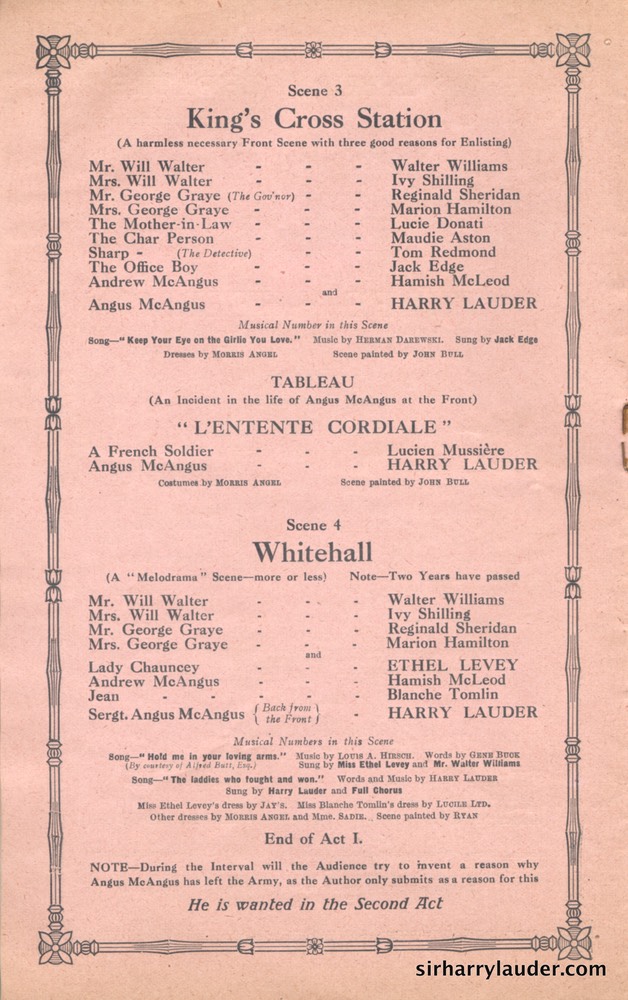 Scene 3
King's Cross Station
(A harmless necessary Front Scene with three good reasons for Enlisting)
Mr. Will Walter - - - Walter Williams
Mrs. Will Walter - - - Ivy Shilling
Mr. George Graye (The Gov'nor) - - - Reginald Sheridan
Mrs. George Graye - - - Marion Hamilton
The Mother-in-Law - - - Lucie Donati
The Char Person - - - Maudie Aston
Sharp - (The Detective) - - Tom Redmond
The Office Boy - - - Jack Edge
Andrew McAngus - - - Hamish McLeod
and
Angus McAngus - - - HARRY LAUDER
Musical Number in this Scene
Song—"Keep Your Eye on the Girlie You Love." Music by HERMAN DAREWSKI. Sung by Jack Edge
Dresses by MORRIS ANGEL Scene painted by JOHN BULL
TABLEAU
(An Incident in the life of Angus McAngus at the Front)
"L'ENTENTE CORDIALE"
A French Soldier - - - Lucien Mussière
Angus McAngus - - - HARRY LAUDER
Costumes by MORRIS ANGEL Scene painted by JOHN BULL
Scene 4
Whitehall
(A "Melodrama" Scene—more or less) Note—Two Years have passed
Mr. Will Walter - - - Walter Williams
Mrs. Will Walter - - - Ivy Shilling
Mr. George Graye - - - Reginald Sheridan
Mrs. George Graye - - - Marion Hamilton
and
Lady Chauncey - - - ETHEL LEVEY
Andrew McAngus - - - Hamish McLeod
Jean - - - - - Blanche Tomlin
Sergt. Angus McAngus { Back from the Front } - HARRY LAUDER
Musical Numbers in this Scene
Song—"Hold me in your loving arms." Music by LOUIS A. HIRSCH. Words by GENE BUCK
(By courtesy of Alfred Butt, Esq.) Sung by Miss Ethel Levey and Mr. Walter Williams
Song—"The laddies who fought and won." Words and Music by HARRY LAUDER
Sung by Harry Lauder and Full Chorus
Miss Ethel Levey's dress by JAY'S. Miss Blanche Tomlin's dress by LUCILE LTD.
Other dresses by MORRIS ANGEL and Mme. SADIE. Scene painted by RYAN
End of Act I.
NOTE—During the Interval will the Audience try to invent a reason why
Angus McAngus has left the Army, as the Author only submits as a reason for this
He is wanted in the Second Act
sirharrylauder.com